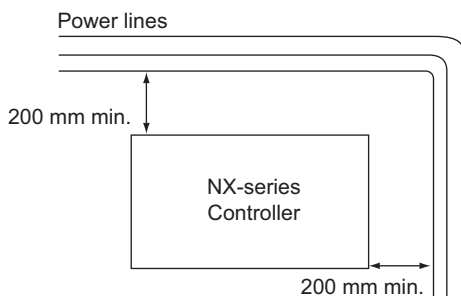 Power lines
200 mm min.
NX-series
Controller
200 mm min.